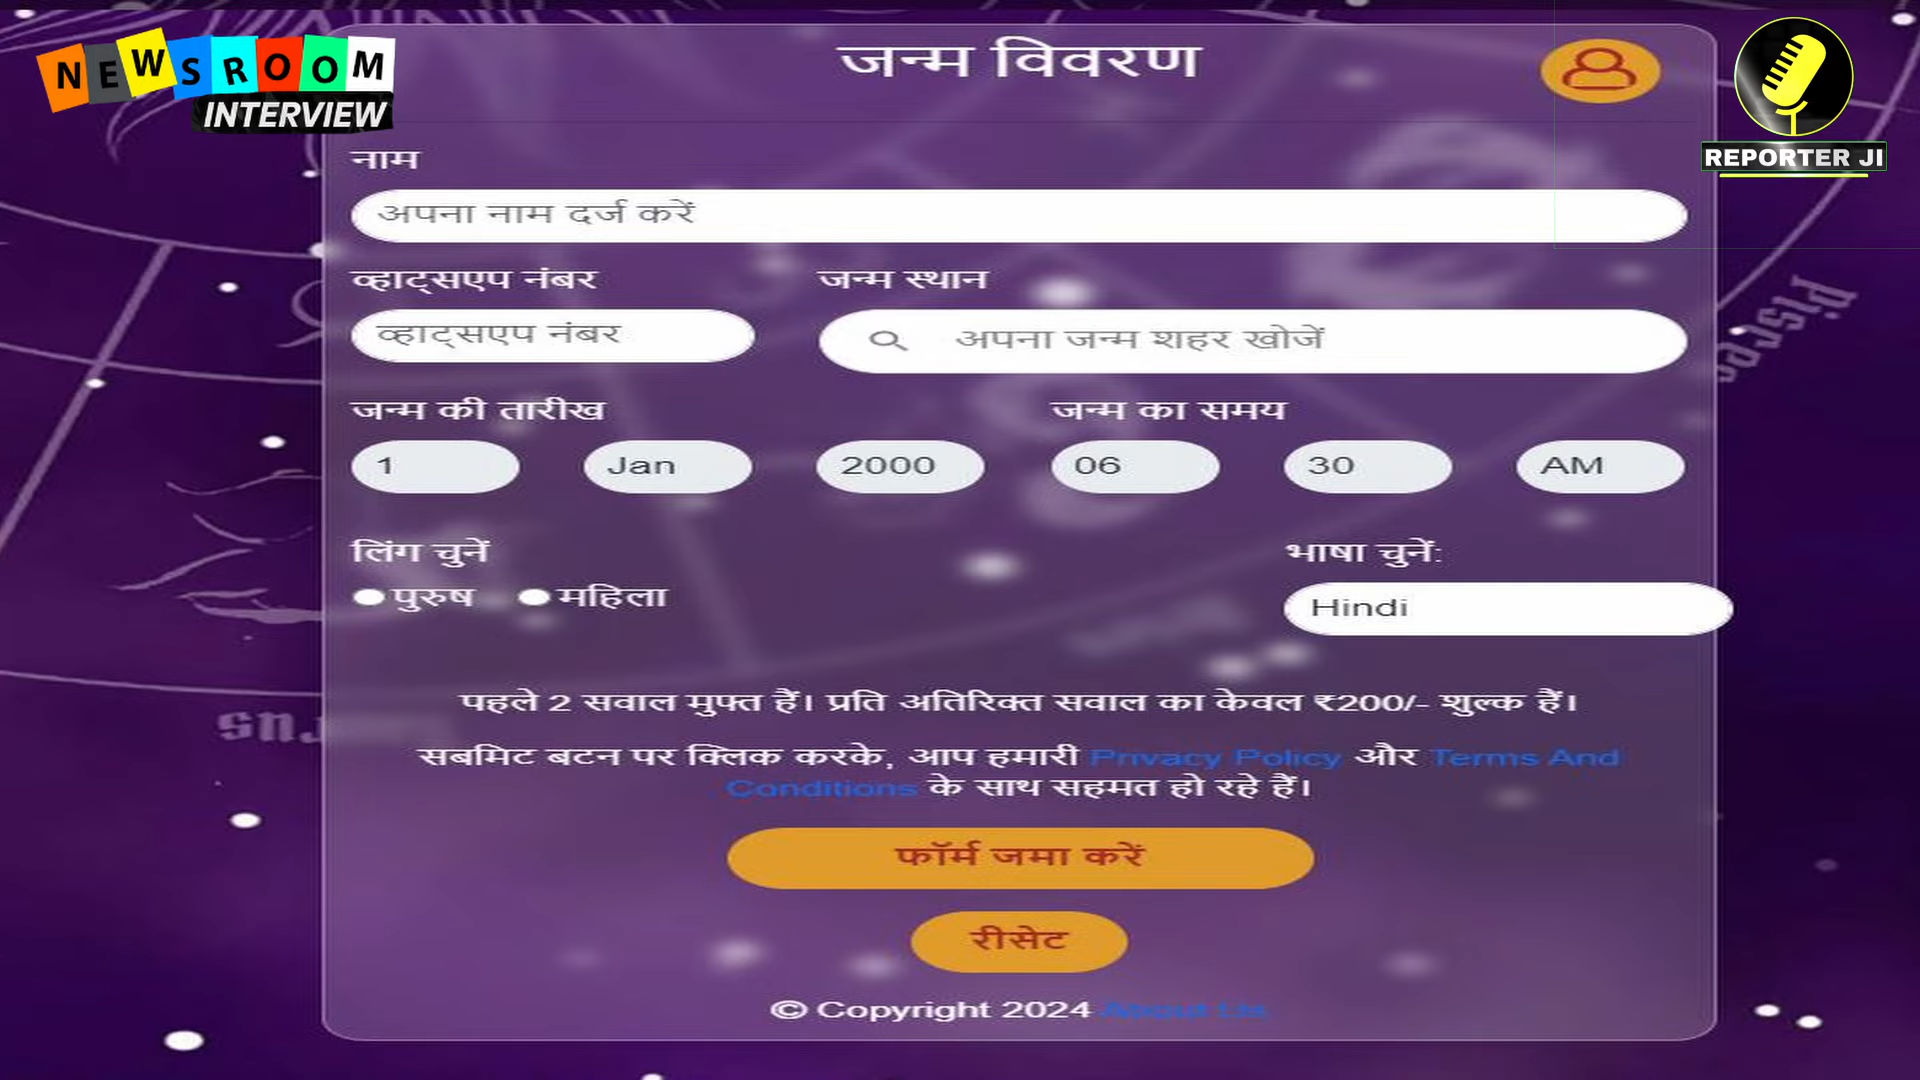 NEWSROOM
INTERVIEW
जन्म विवरण
REPORTER JI
नाम
अपना नाम दर्ज करें
व्हाट्सएप नंबर
जन्म स्थान
व्हाट्सएप नंबर
अपना जन्म शहर खोजें
जन्म की तारीख
जन्म का समय
1 Jan 2000 06 30 AM
लिंग चुनें
भाषा चुनें:
पुरुष महिला
Hindi
पहले 2 सवाल मुफ्त हैं। प्रति अतिरिक्त सवाल का केवल ₹200/- शुल्क हैं।
सबमिट बटन पर क्लिक करके, आप हमारी Privacy Policy और Terms And
Conditions के साथ सहमत हो रहे हैं।
फॉर्म जमा करें
रीसेट
© Copyright 2024 About Us